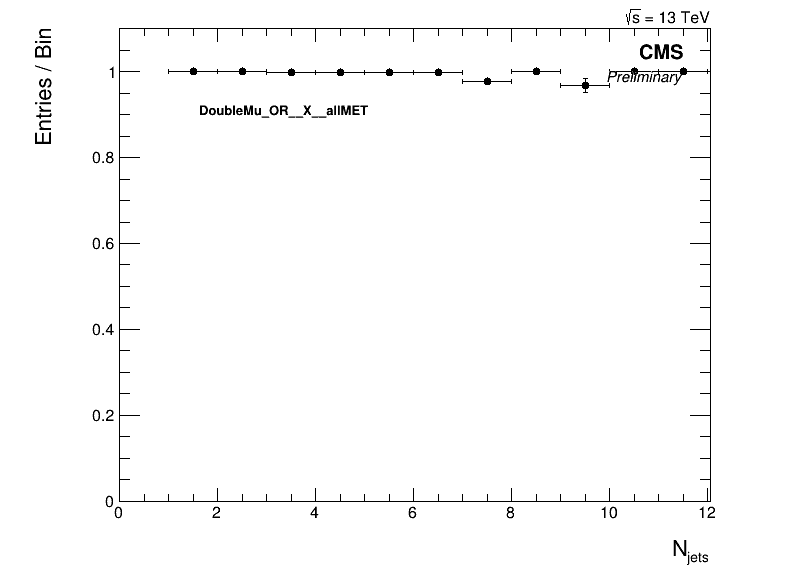 √s = 13 TeV
CMS
Preliminary
Entries / Bin
DoubleMu_OR__X__allMET
1
0.8
0.6
0.4
0.2
0
0 2 4 6 8 10 12
N_jets